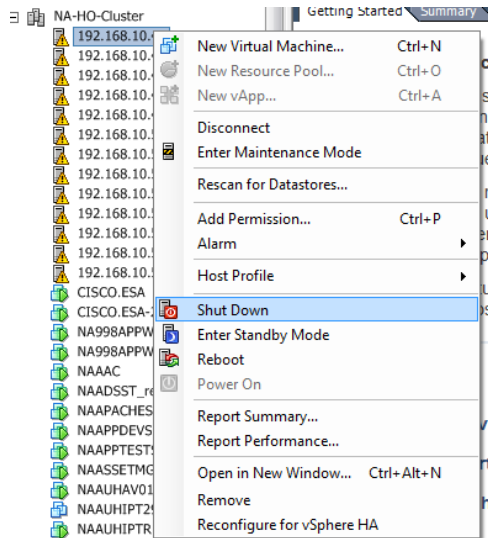 NA-HO-Cluster
Getting Started
Summary
192.168.10.
192.168.10.
192.168.10.
192.168.10.
192.168.10.
192.168.10.
192.168.10.
192.168.10.
192.168.10.
192.168.10.
192.168.10.
192.168.10.
192.168.10.
CISCO.ESA
CISCO.ESA-
NA998APPW
NA998APPW
NAAAC
NAADSST_re
NAAPACHES
NAAPPDEVS
NAAPPTESTS
NAASSETMG
NAAUHAV01
NAAUHIPT2
NAAUHIPTR
New Virtual Machine... Ctrl+N
New Resource Pool... Ctrl+O
New vApp... Ctrl+A
Disconnect
Enter Maintenance Mode
Rescan for Datastores...
Add Permission... Ctrl+P
Alarm
Host Profile
Shut Down
Enter Standby Mode
Reboot
Power On
Report Summary...
Report Performance...
Open in New Window... Ctrl+Alt+N
Remove
Reconfigure for vSphere HA